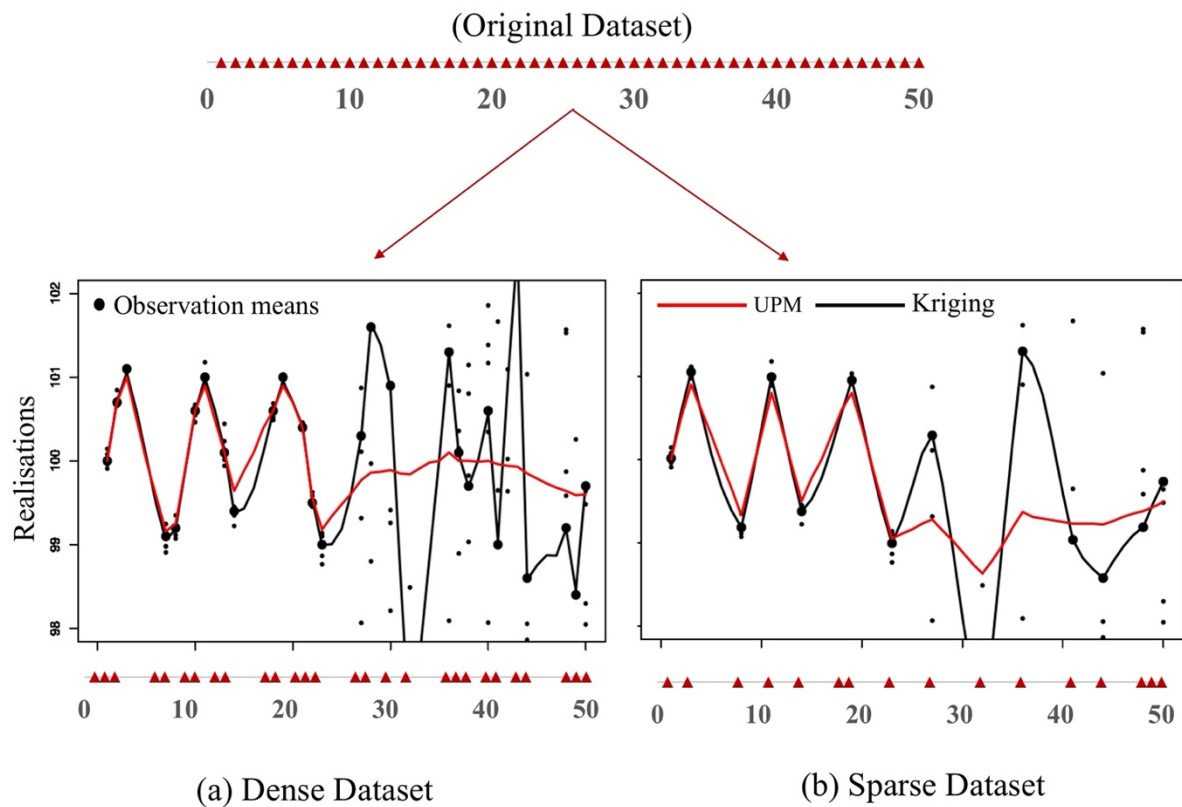 (Original Dataset)
0 10 20 30 40 50
102
101
100
99
98
Realisations
Observation means
UPM Kriging
0 10 20 30 40 50
0 10 20 30 40 50
(a) Dense Dataset
(b) Sparse Dataset